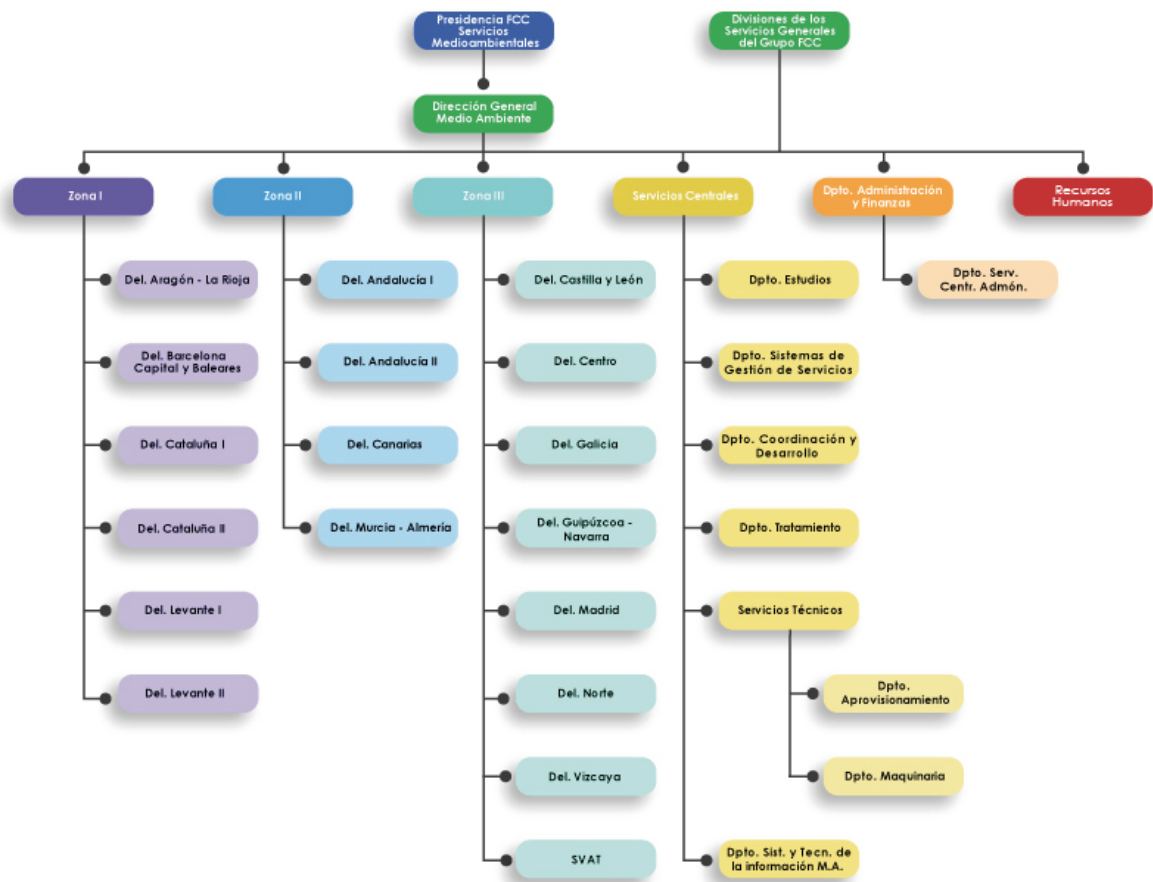 Presidencia FCC
Servicios
Medioambientales
Divisiones de los
Servicios Generales
del Grupo FCC
Dirección General
Medio Ambiente
Zona I
Zona II
Zona III
Servicios Centrales
Dpto. Administración
y Finanzas
Recursos
Humanos
Del. Aragón - La Rioja
Del. Barcelona
Capital y Baleares
Del. Cataluña I
Del. Cataluña II
Del. Levante I
Del. Levante II
Del. Andalucía I
Del. Andalucía II
Del. Canarias
Del. Murcia - Almería
Del. Castilla y León
Del. Centro
Del. Galicia
Del. Guipúzcoa -
Navarra
Del. Madrid
Del. Norte
Del. Vizcaya
SVAT
Dpto. Estudios
Dpto. Sistemas de
Gestión de Servicios
Dpto. Coordinación y
Desarrollo
Dpto. Tratamiento
Servicios Técnicos
Dpto.
Aprovisionamiento
Dpto. Maquinaria
Dpto. Sist. y Tecn. de
la información M.A.
Dpto. Serv.
Centr. Admón.